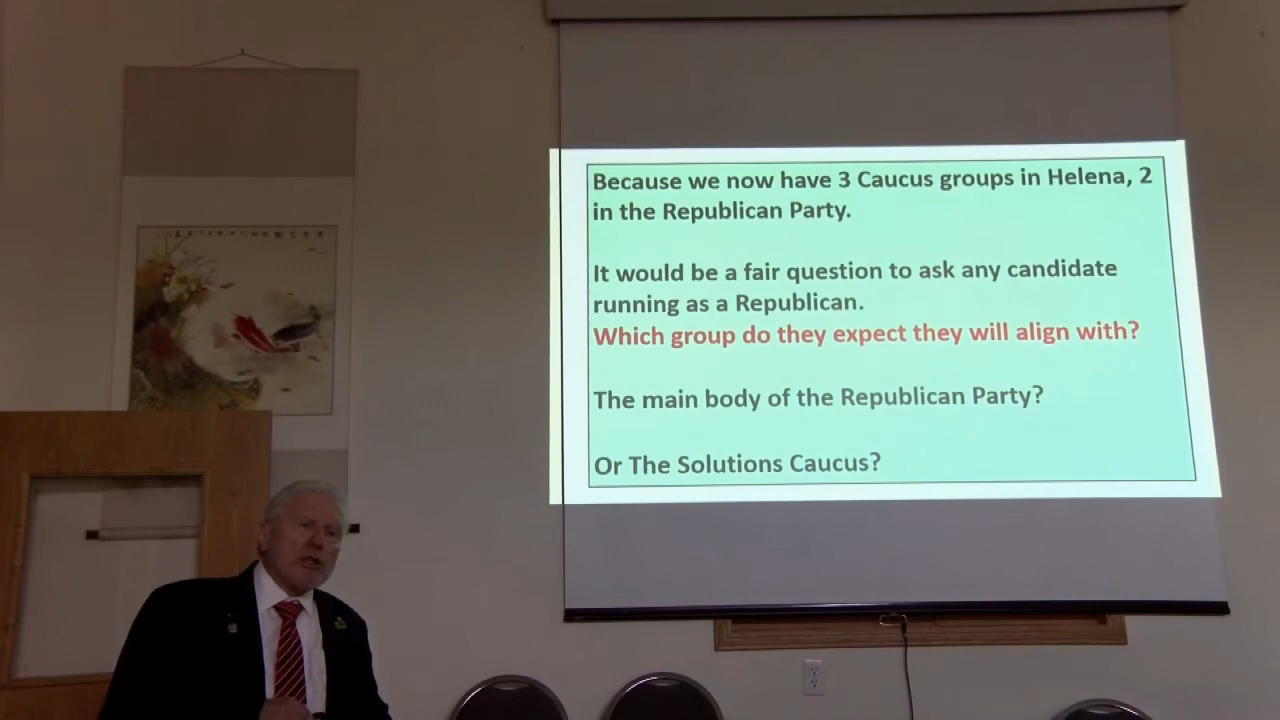 Because we now have 3 Caucus groups in Helena, 2
in the Republican Party.
It would be a fair question to ask any candidate
running as a Republican.
Which group do they expect they will align with?
The main body of the Republican Party?
Or The Solutions Caucus?